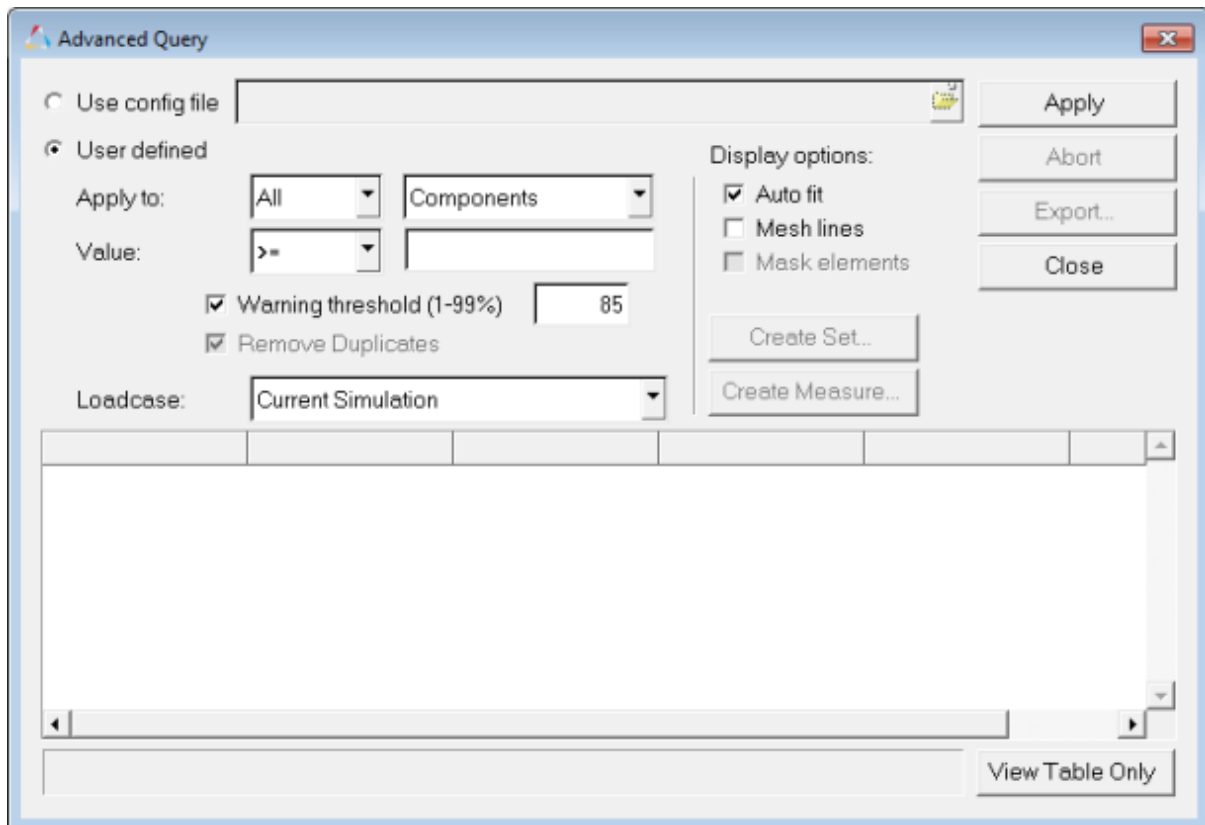 Advanced Query
Use config file
Apply
User defined
Display options:
Abort
Apply to:
All
Components
Auto fit
Export...
Value:
>=
Mesh lines
Mask elements
Close
Warning threshold (1-99%)
85
Remove Duplicates
Create Set...
Loadcase:
Current Simulation
Create Measure...
View Table Only